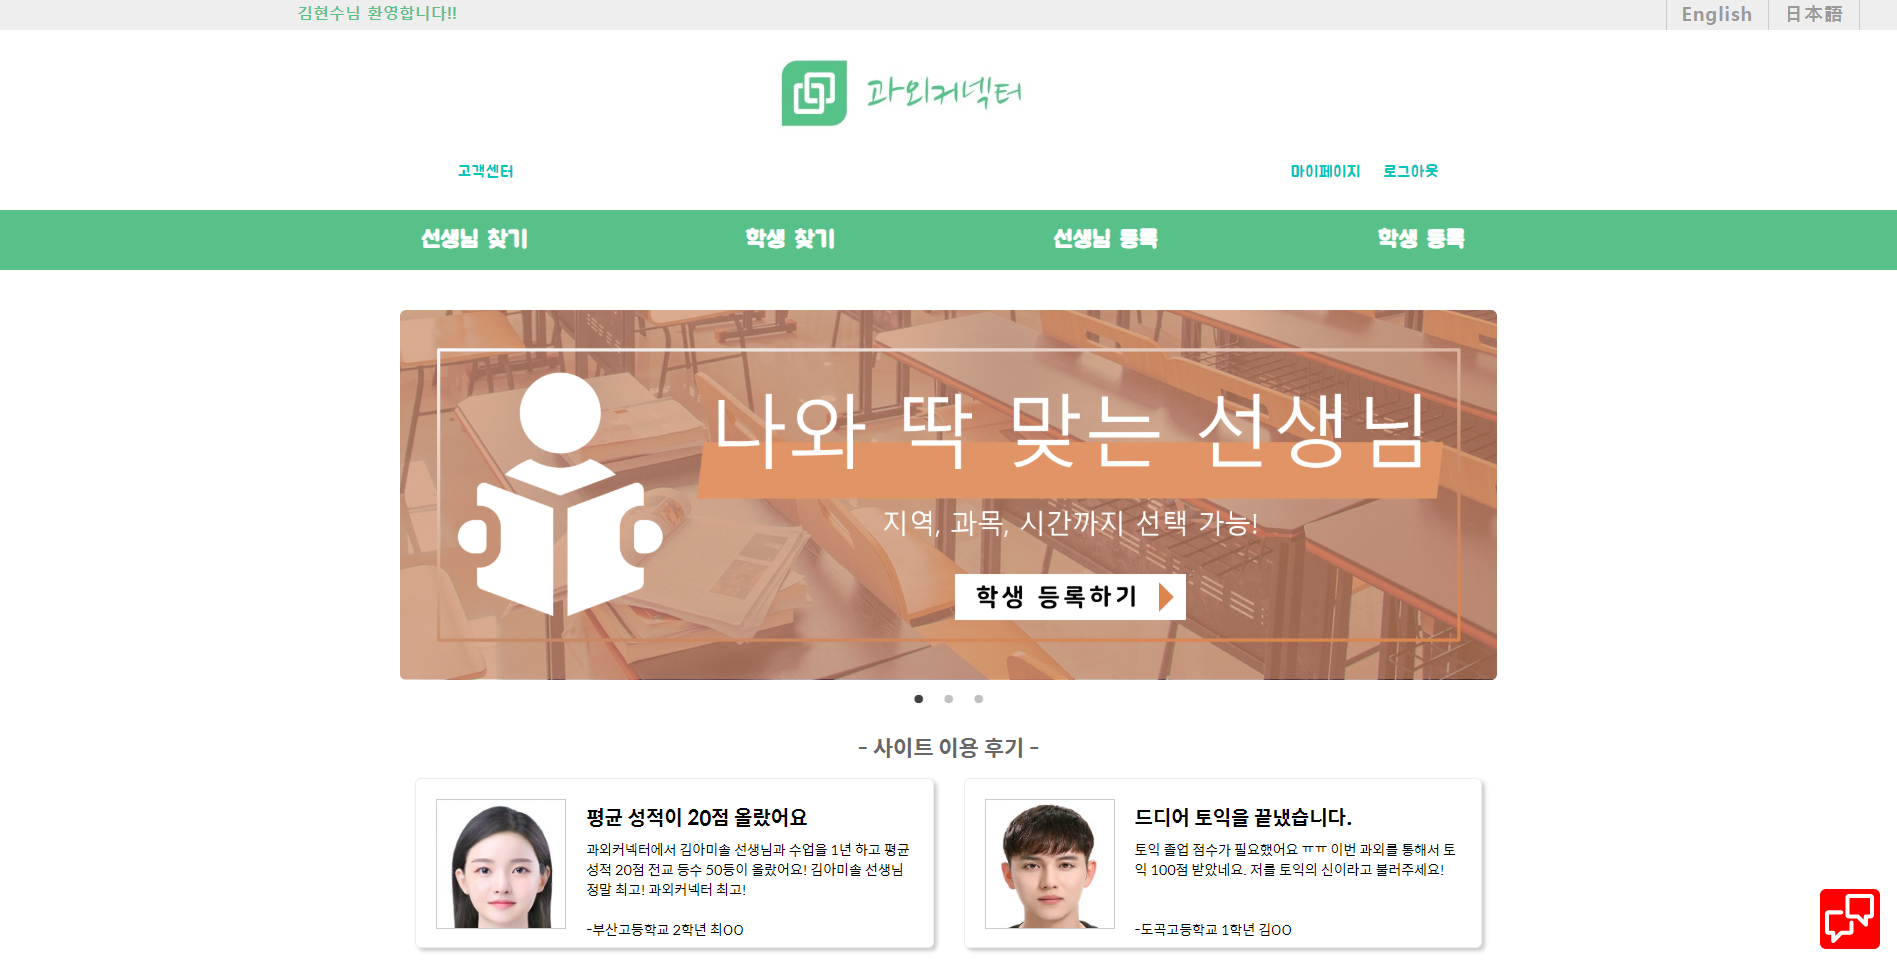 김현수님 환영합니다!!
English
日本語
과외커넥터
고객센터
마이페이지
로그아웃
선생님 찾기
학생 찾기
선생님 등록
학생 등록
나와 딱 맞는 선생님
지역, 과목, 시간까지 선택 가능!
학생 등록하기
- 사이트 이용 후기 -
평균 성적이 20점 올랐어요
과외커넥터에서 김아미솔 선생님과 수업을 1년 하고 평균
성적 20점 전교 등수 50등이 올랐어요! 김아미솔 선생님
정말 최고! 과외커넥터 최고!
-부산고등학교 2학년 최OO
드디어 토익을 끝냈습니다.
토익 졸업 점수가 필요했어요 ㅠㅠ 이번 과외를 통해서 토
익 100점 받았네요. 저를 토익의 신이라고 불러주세요!
-도곡고등학교 1학년 김OO